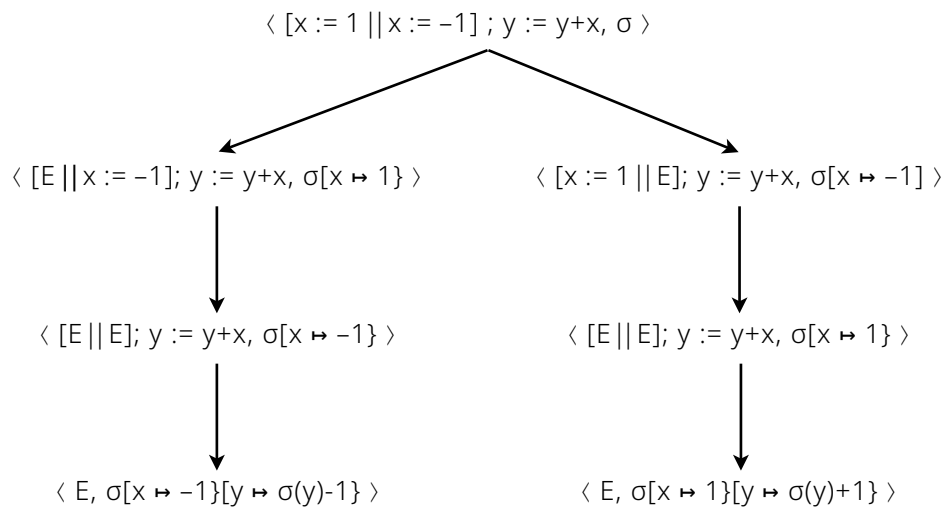 ⟨ [x := 1 || x := –1] ; y := y+x, σ ⟩
⟨ [E || x := –1]; y := y+x, σ[x ↦ 1} ⟩
⟨ [x := 1 || E]; y := y+x, σ[x ↦ –1] ⟩
⟨ [E || E]; y := y+x, σ[x ↦ –1} ⟩
⟨ [E || E]; y := y+x, σ[x ↦ 1} ⟩
⟨ E, σ[x ↦ –1}[y ↦ σ(y)-1} ⟩
⟨ E, σ[x ↦ 1}[y ↦ σ(y)+1} ⟩